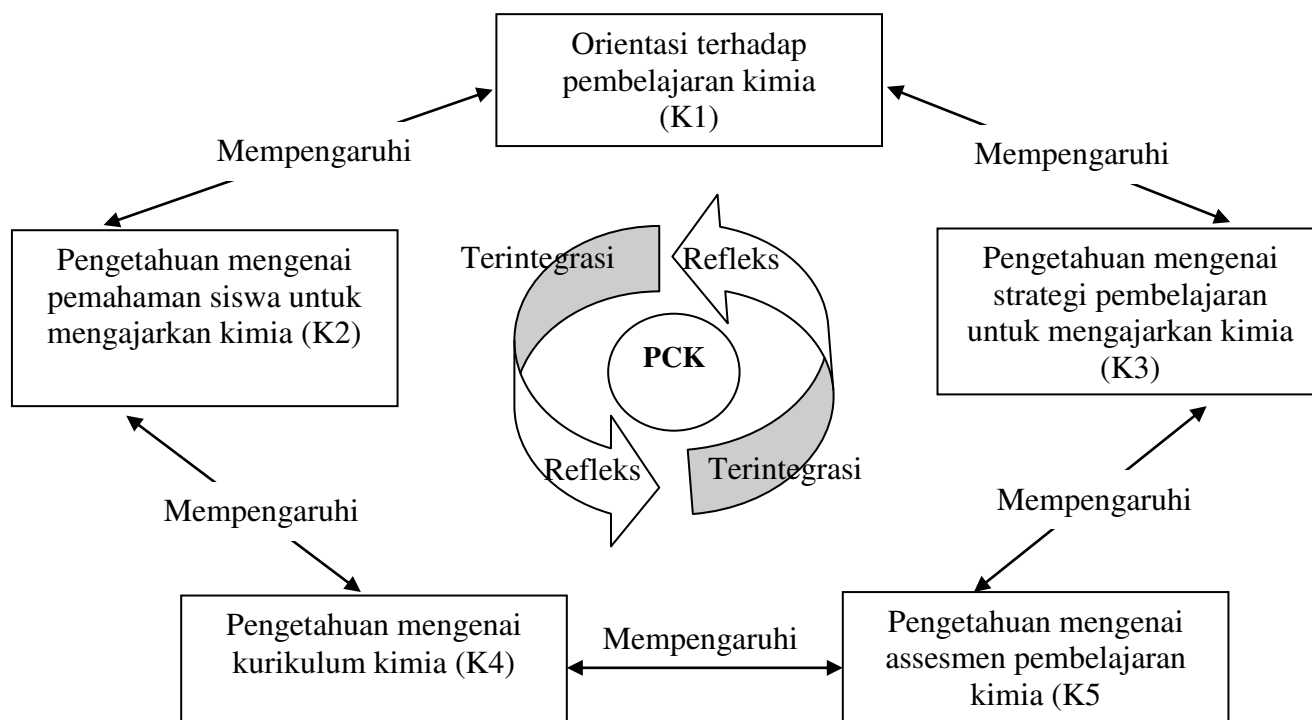 Orientasi terhadap
pembelajaran kimia
(K1)
Mempengaruhi
Mempengaruhi
Pengetahuan mengenai
pemahaman siswa untuk
mengajarkan kimia (K2)
Terintegrasi
Refleks
Pengetahuan mengenai
strategi pembelajaran
untuk mengajarkan kimia
(K3)
PCK
Refleks
Terintegrasi
Mempengaruhi
Mempengaruhi
Pengetahuan mengenai
kurikulum kimia (K4)
Mempengaruhi
Pengetahuan mengenai
assesmen pembelajaran
kimia (K5